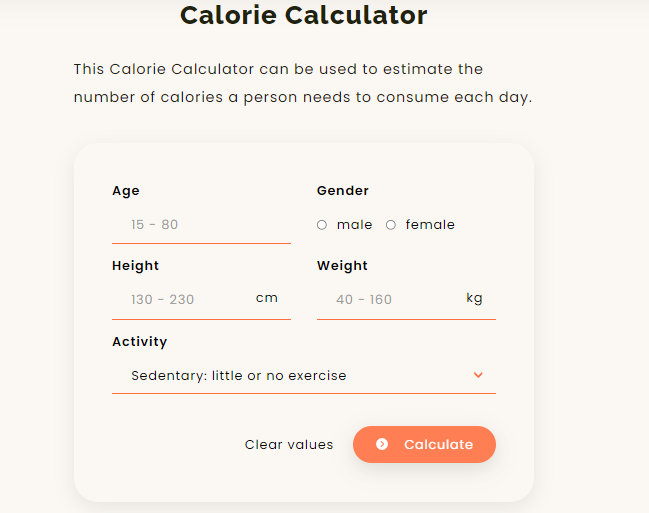 Calorie Calculator
This Calorie Calculator can be used to estimate the
number of calories a person needs to consume each day.
Age
Gender
15 - 80
male
female
Height
Weight
130 - 230
cm
40 - 160
kg
Activity
Sedentary: little or no exercise
Clear values
Calculate